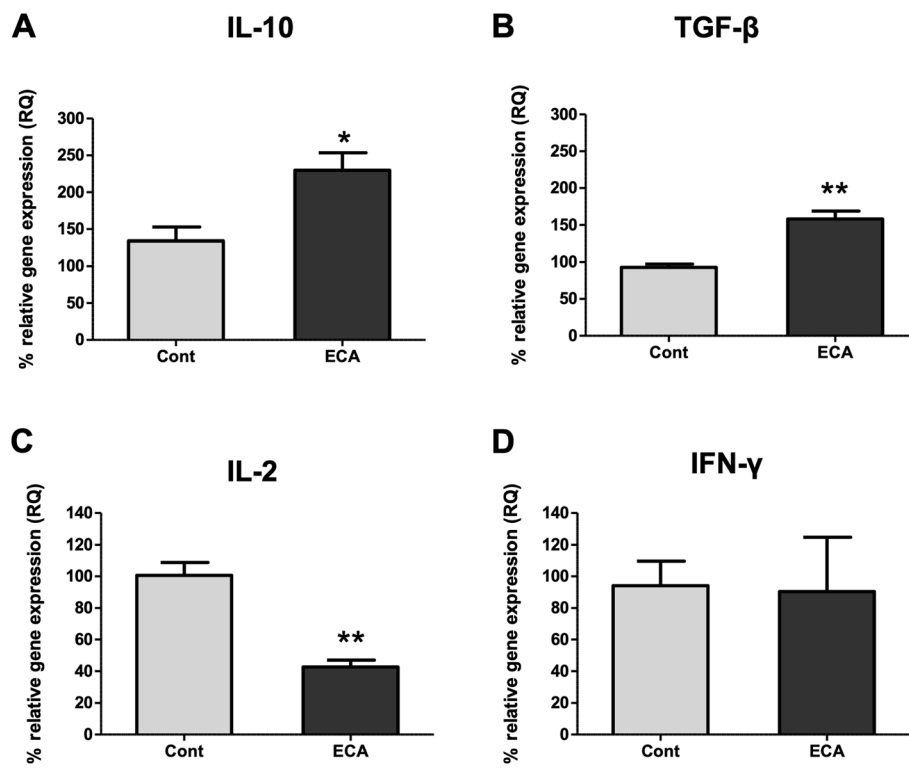 A
IL-10
% relative gene expression (RQ)
300
250
200
150
100
50
0
*
Cont
ECA
B
TGF-β
% relative gene expression (RQ)
300
250
200
150
100
50
0
**
Cont
ECA
C
IL-2
% relative gene expression (RQ)
140
120
100
80
60
40
20
0
**
Cont
ECA
D
IFN-γ
% relative gene expression (RQ)
140
120
100
80
60
40
20
0
Cont
ECA